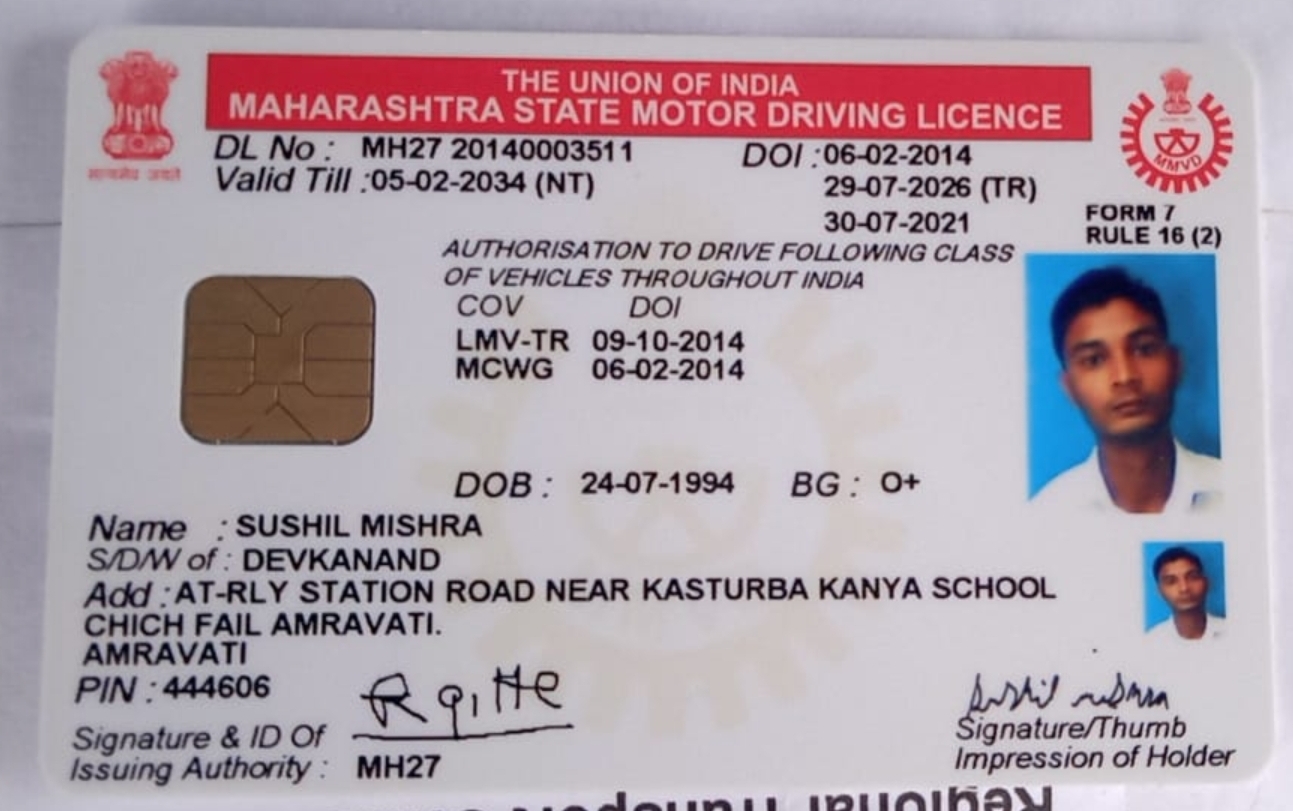 THE UNION OF INDIA
MAHARASHTRA STATE MOTOR DRIVING LICENCE
सत्यमेव जयते
MMVD
DL No : MH27 20140003511 DOI :06-02-2014
Valid Till :05-02-2034 (NT) 29-07-2026 (TR)
30-07-2021
FORM 7
RULE 16 (2)
AUTHORISATION TO DRIVE FOLLOWING CLASS
OF VEHICLES THROUGHOUT INDIA
COV DOI
LMV-TR 09-10-2014
MCWG 06-02-2014
DOB : 24-07-1994 BG : O+
Name : SUSHIL MISHRA
S/D/W of : DEVKANAND
Add :AT-RLY STATION ROAD NEAR KASTURBA KANYA SCHOOL
CHICH FAIL AMRAVATI.
AMRAVATI
PIN : 444606
Signature & ID Of
Issuing Authority : MH27
Signature/Thumb
Impression of Holder
Regional Transport